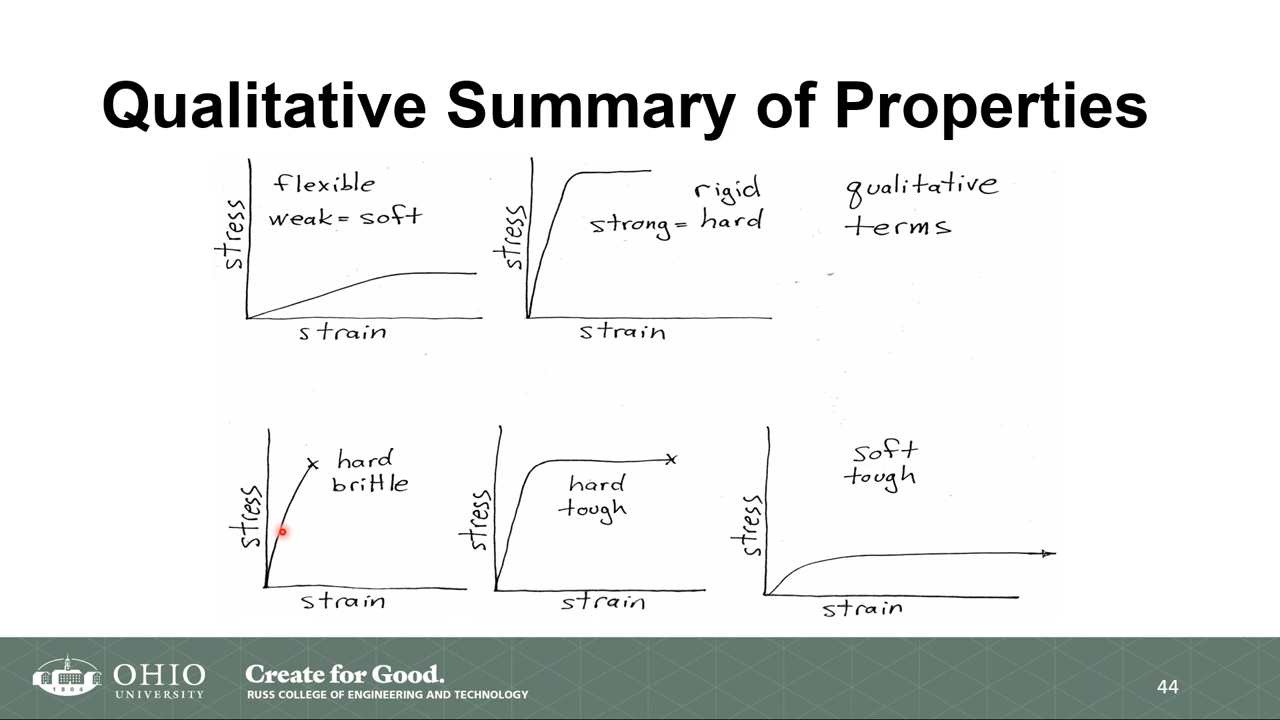 Qualitative Summary of Properties
flexible
weak = soft
stress
strain
rigid
strong = hard
stress
strain
qualitative
terms
hard
brittle
stress
strain
hard
tough
stress
strain
soft
tough
stress
strain
1804
OHIO
UNIVERSITY
Create for Good.
RUSS COLLEGE OF ENGINEERING AND TECHNOLOGY
44